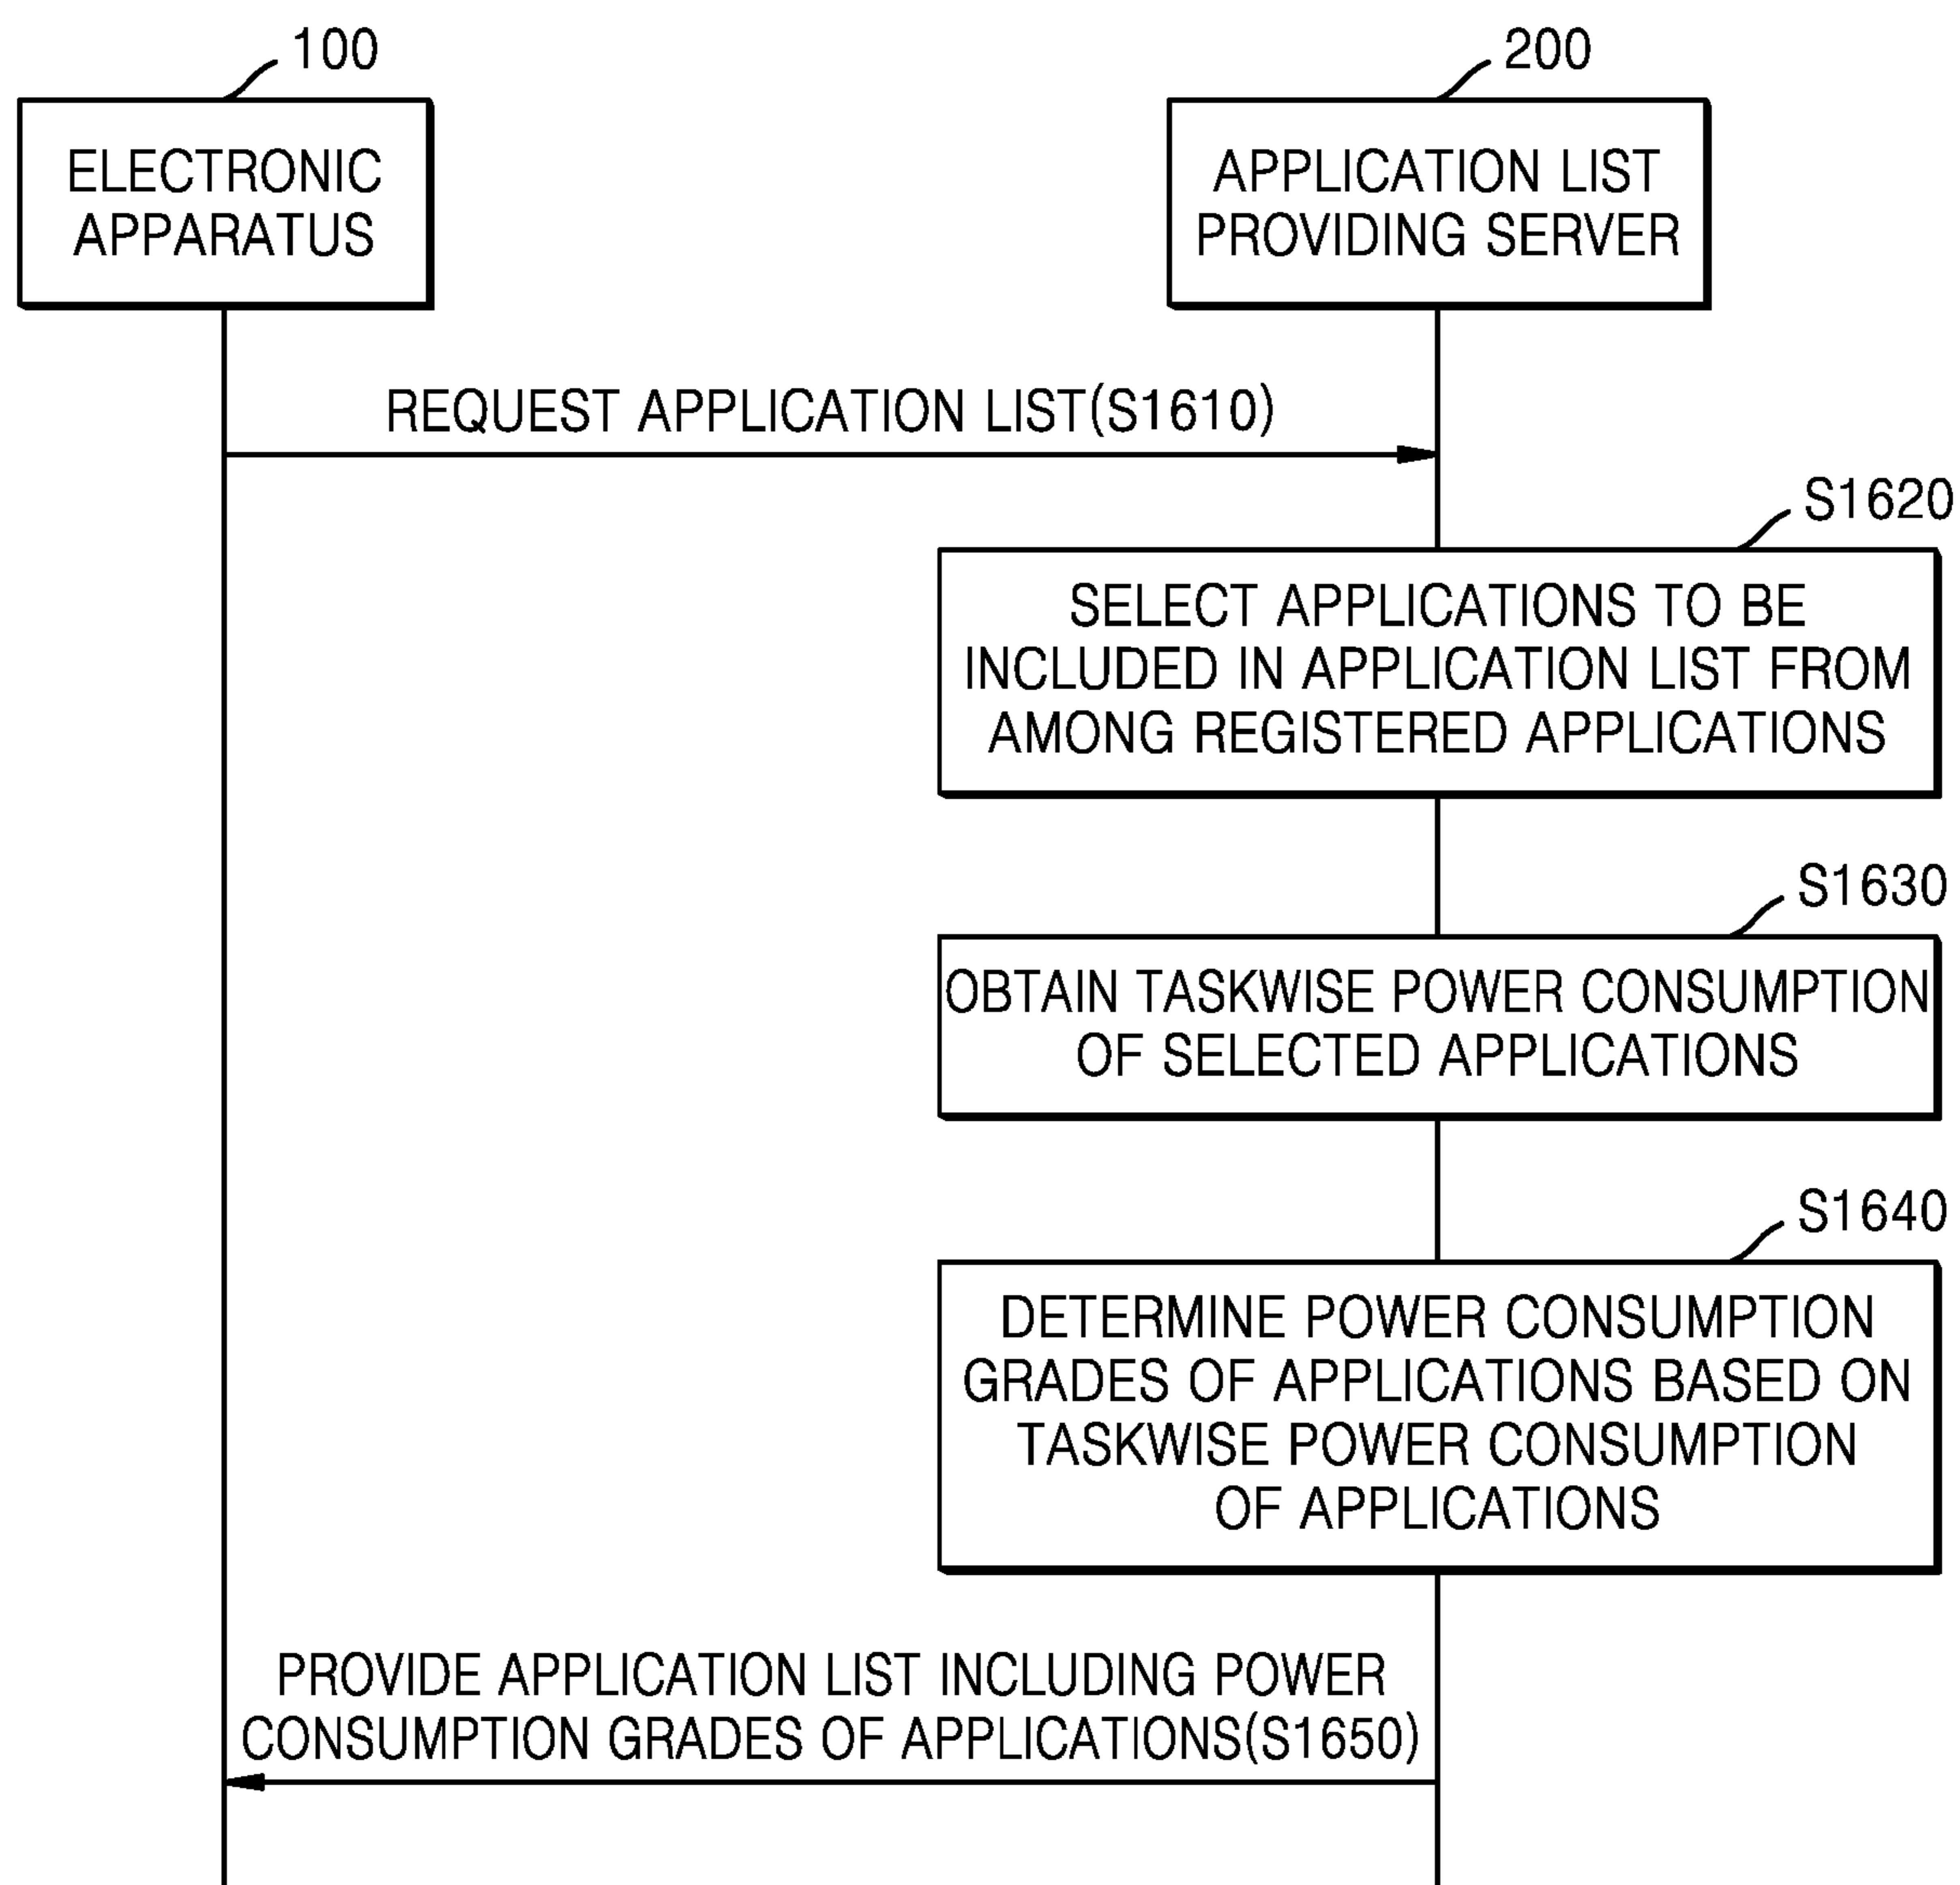 100
200
ELECTRONIC
APPARATUS
APPLICATION LIST
PROVIDING SERVER
REQUEST APPLICATION LIST(S1610)
S1620
SELECT APPLICATIONS TO BE
INCLUDED IN APPLICATION LIST FROM
AMONG REGISTERED APPLICATIONS
S1630
OBTAIN TASKWISE POWER CONSUMPTION
OF SELECTED APPLICATIONS
S1640
DETERMINE POWER CONSUMPTION
GRADES OF APPLICATIONS BASED ON
TASKWISE POWER CONSUMPTION
OF APPLICATIONS
PROVIDE APPLICATION LIST INCLUDING POWER
CONSUMPTION GRADES OF APPLICATIONS(S1650)